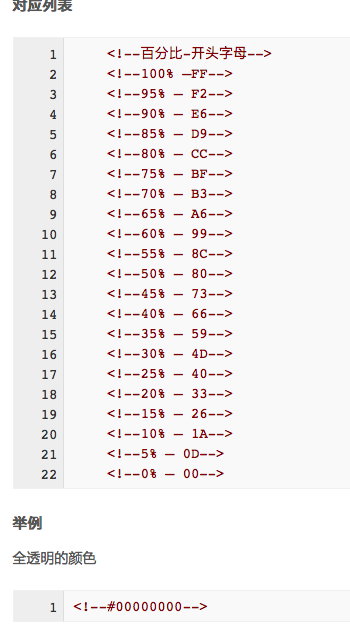 对应列表
1 <!--百分比-开头字母-->
2 <!--100% —FF-->
3 <!--95% — F2-->
4 <!--90% — E6-->
5 <!--85% — D9-->
6 <!--80% — CC-->
7 <!--75% — BF-->
8 <!--70% — B3-->
9 <!--65% — A6-->
10 <!--60% — 99-->
11 <!--55% — 8C-->
12 <!--50% — 80-->
13 <!--45% — 73-->
14 <!--40% — 66-->
15 <!--35% — 59-->
16 <!--30% — 4D-->
17 <!--25% — 40-->
18 <!--20% — 33-->
19 <!--15% — 26-->
20 <!--10% — 1A-->
21 <!--5% — 0D-->
22 <!--0% — 00-->
举例
全透明的颜色
1 <!--#00000000-->